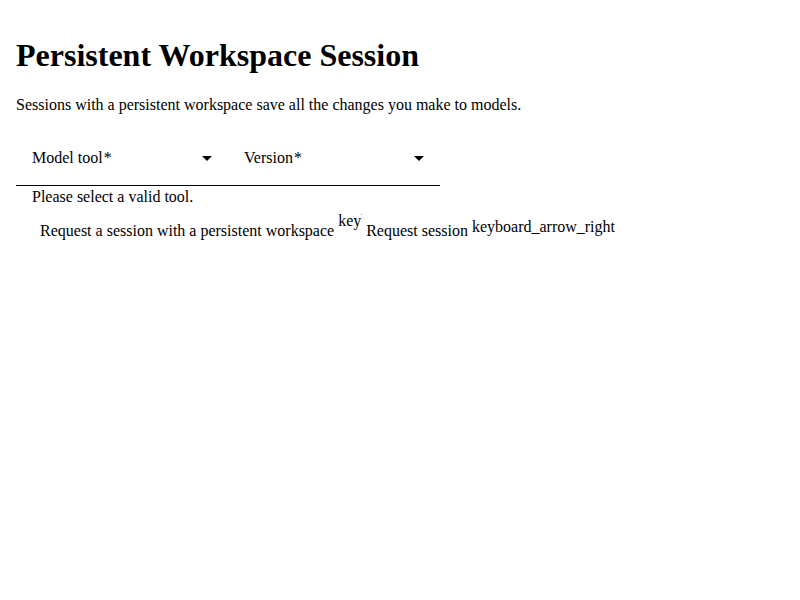 Persistent Workspace Session
Sessions with a persistent workspace save all the changes you make to models.
Model tool* Version*
Please select a valid tool.
Request a session with a persistent workspace key Request session keyboard_arrow_right